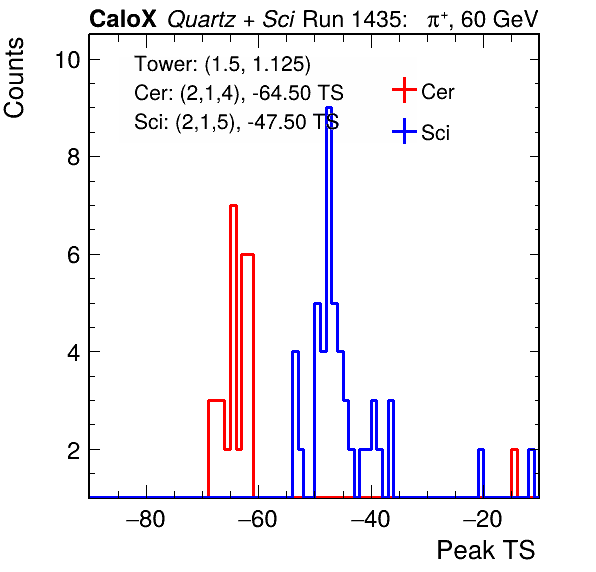 CaloX Quartz + Sci Run 1435: π⁺, 60 GeV
Counts
Tower: (1.5, 1.125)
Cer: (2,1,4), -64.50 TS
Sci: (2,1,5), -47.50 TS
Cer
Sci
10
8
6
4
2
−80 −60 −40 −20
Peak TS